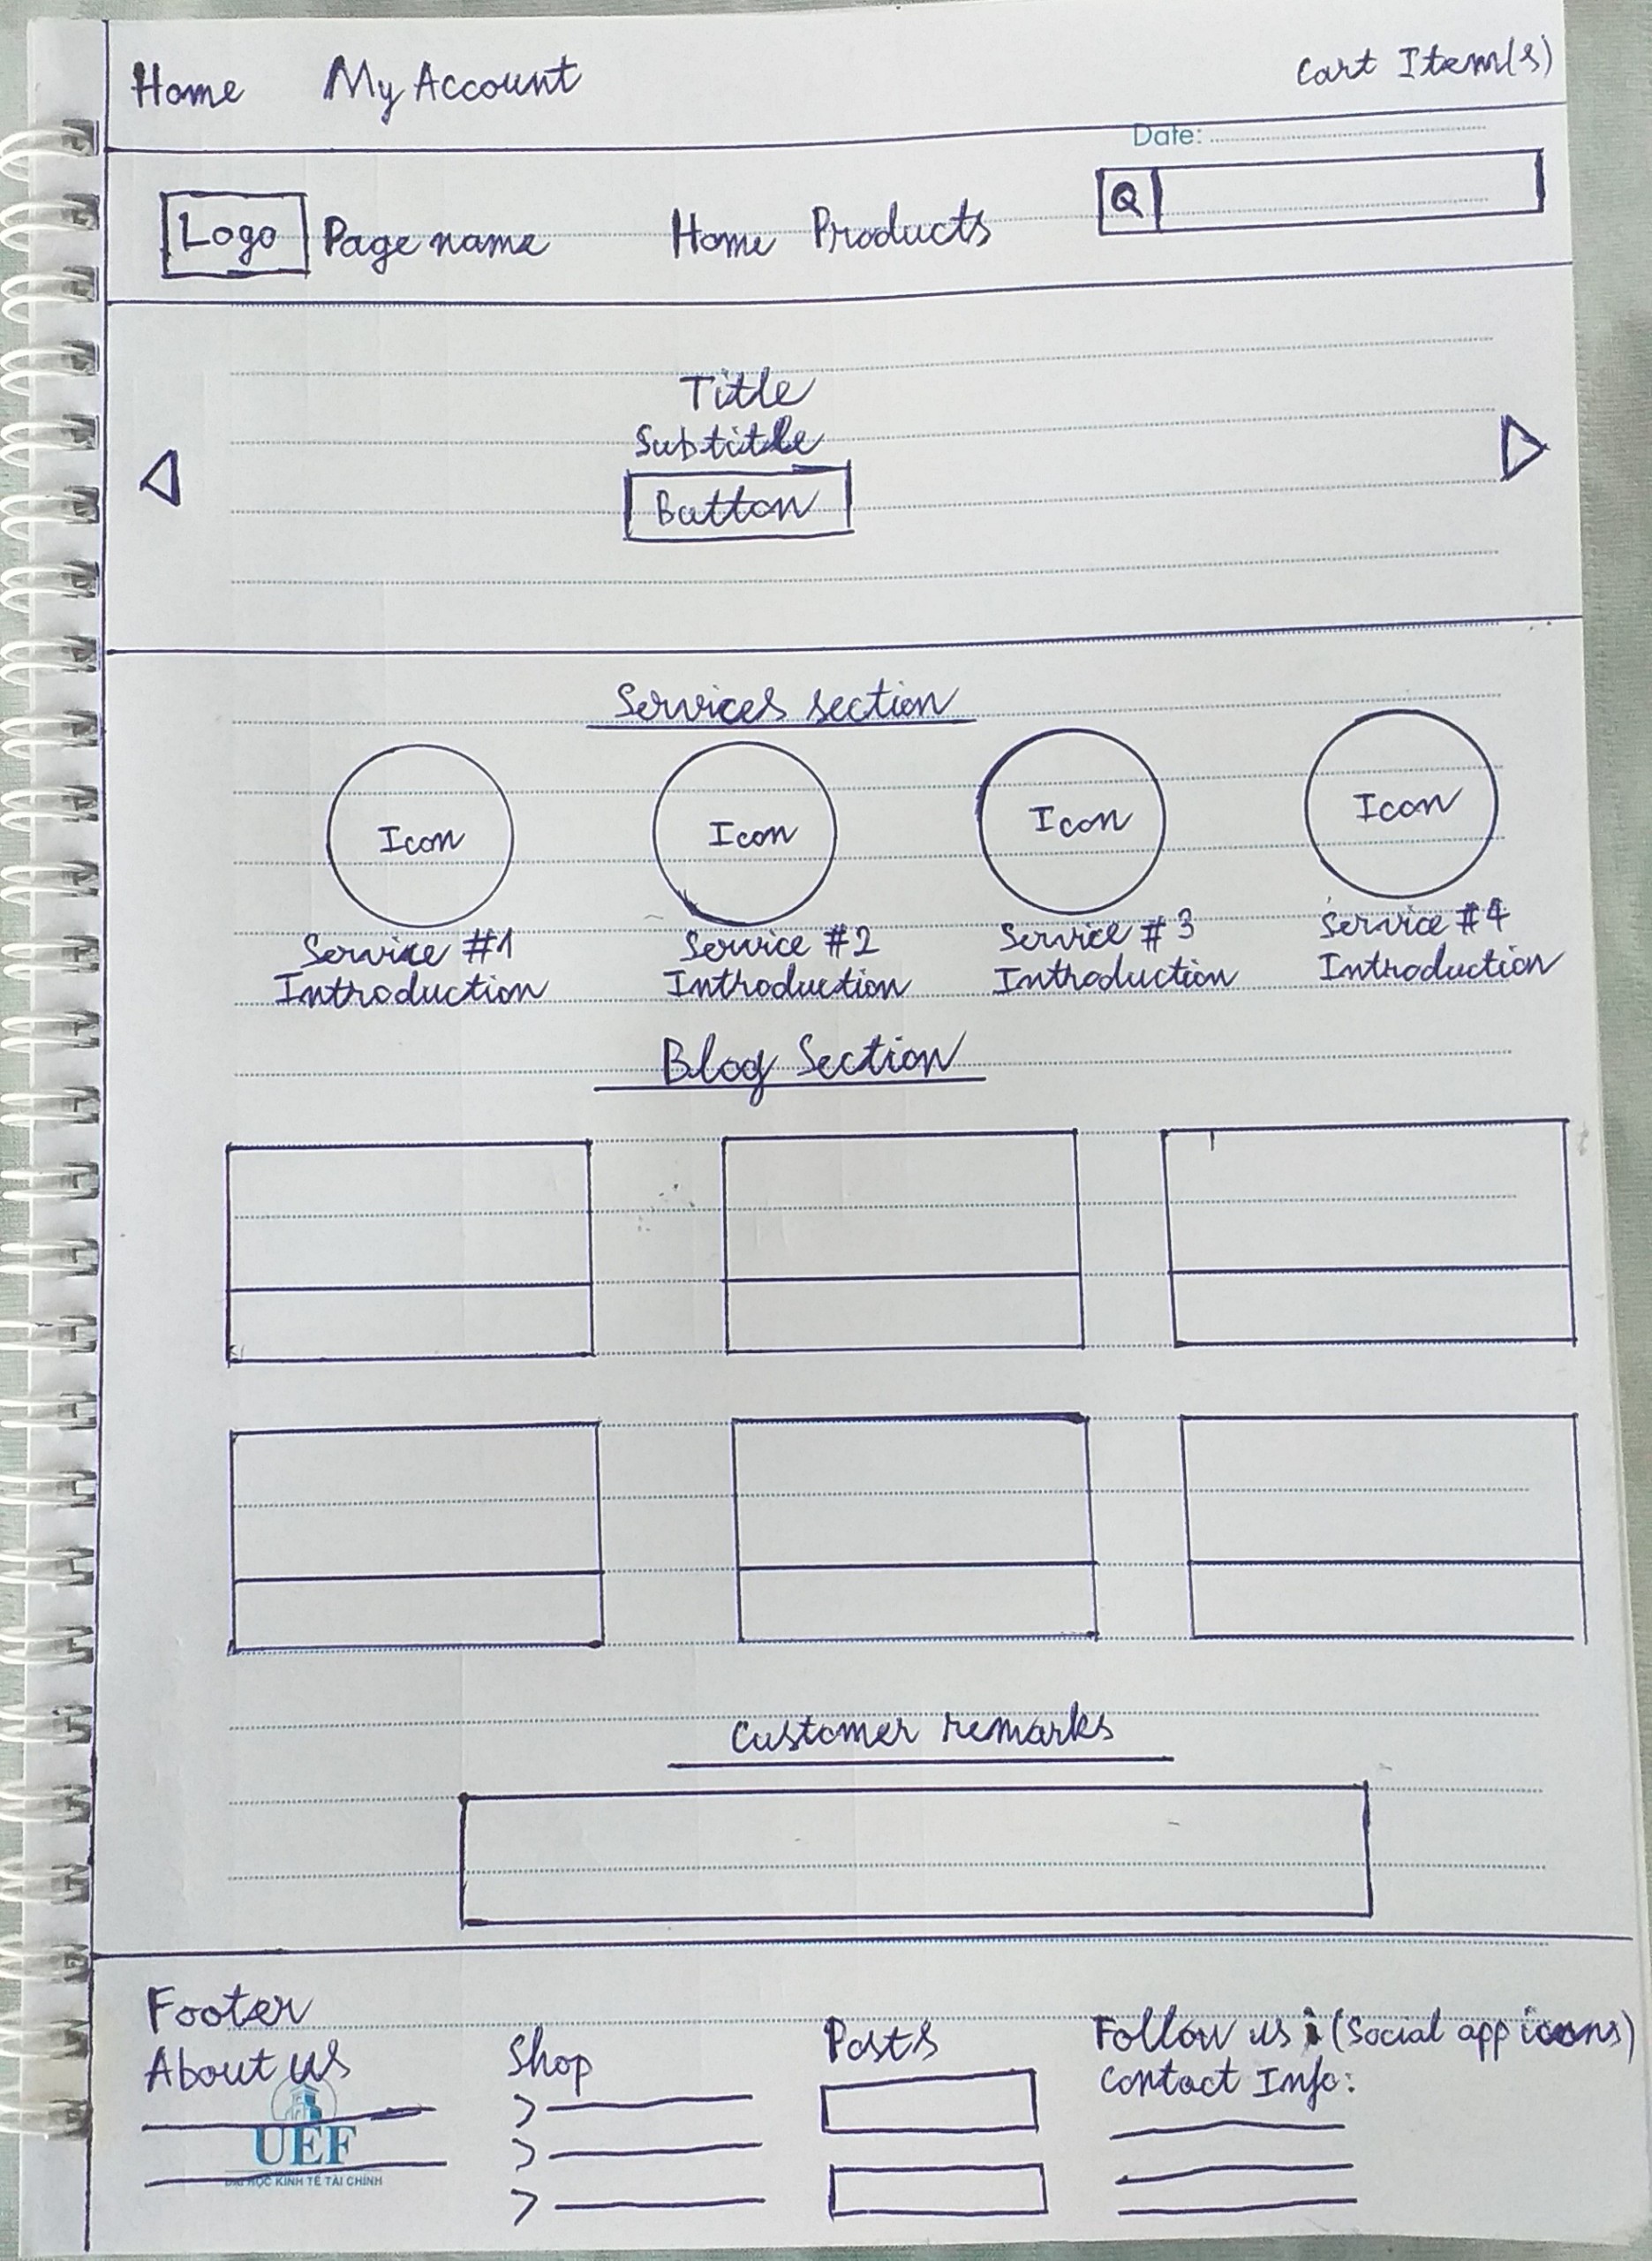 Home My Account Cart Item(s)
Date:
Logo Page name Home Products Q
Title
Subtitle
Button
Services section
Icon Icon Icon Icon
Service #1 Service #2 Service #3 Service #4
Introduction Introduction Introduction Introduction
Blog Section
Customer remarks
Footer
About us Shop Posts Follow us : (Social app icons)
Contact Info:
UEF
ĐẠI HỌC KINH TẾ TÀI CHÍNH